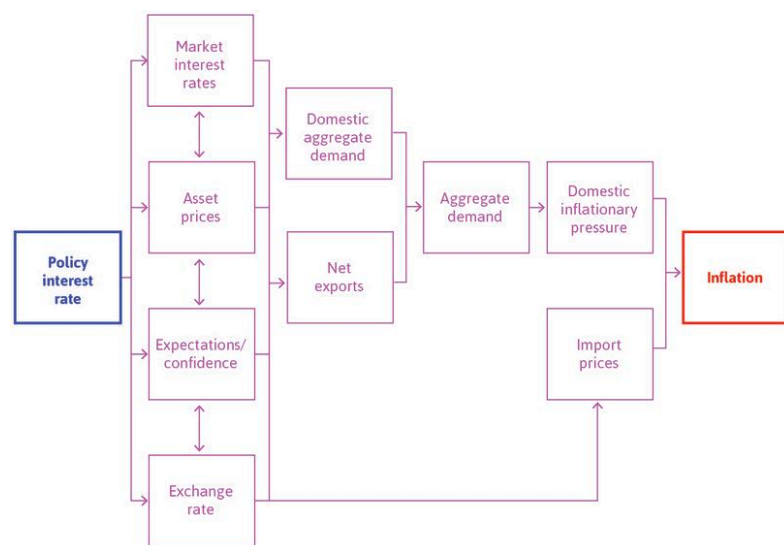 Market
interest
rates
Domestic
aggregate
demand
Asset
prices
Aggregate
demand
Domestic
inflationary
pressure
Policy
interest
rate
Net
exports
Inflation
Expectations/
confidence
Import
prices
Exchange
rate